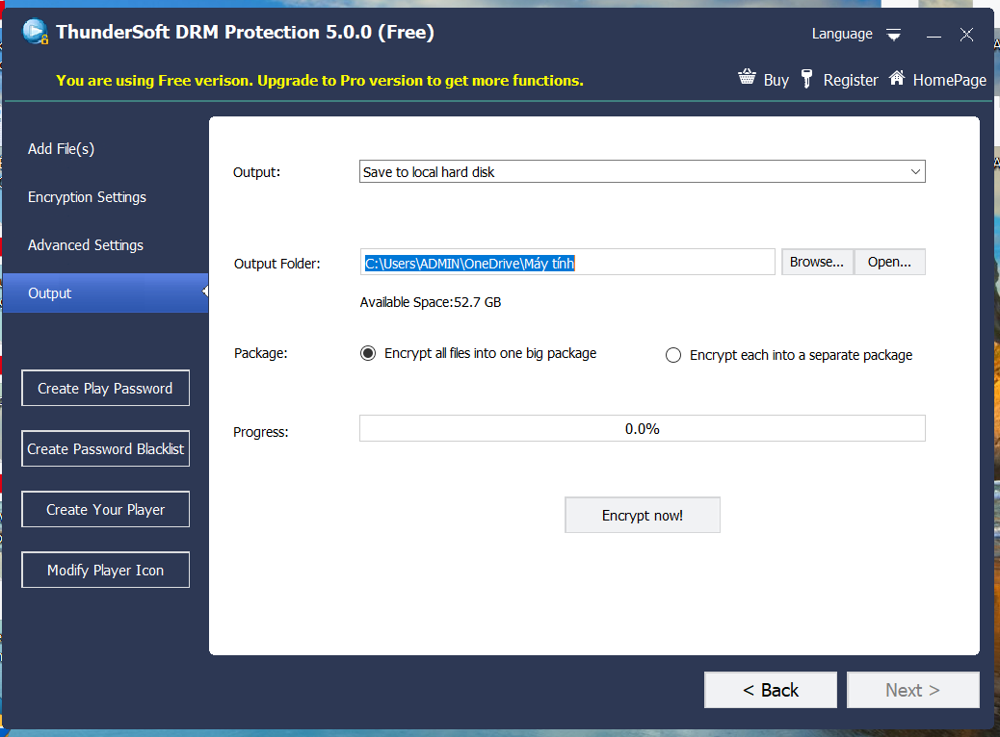 ThunderSoft DRM Protection 5.0.0 (Free)
Language
You are using Free verison. Upgrade to Pro version to get more functions.
Buy
Register
HomePage
Add File(s)
Encryption Settings
Advanced Settings
Output
Create Play Password
Create Password Blacklist
Create Your Player
Modify Player Icon
Output:
Save to local hard disk
Output Folder:
C:\Users\ADMIN\OneDrive\Máy tính
Browse...
Open...
Available Space:52.7 GB
Package:
Encrypt all files into one big package
Encrypt each into a separate package
Progress:
0.0%
Encrypt now!
< Back
Next >